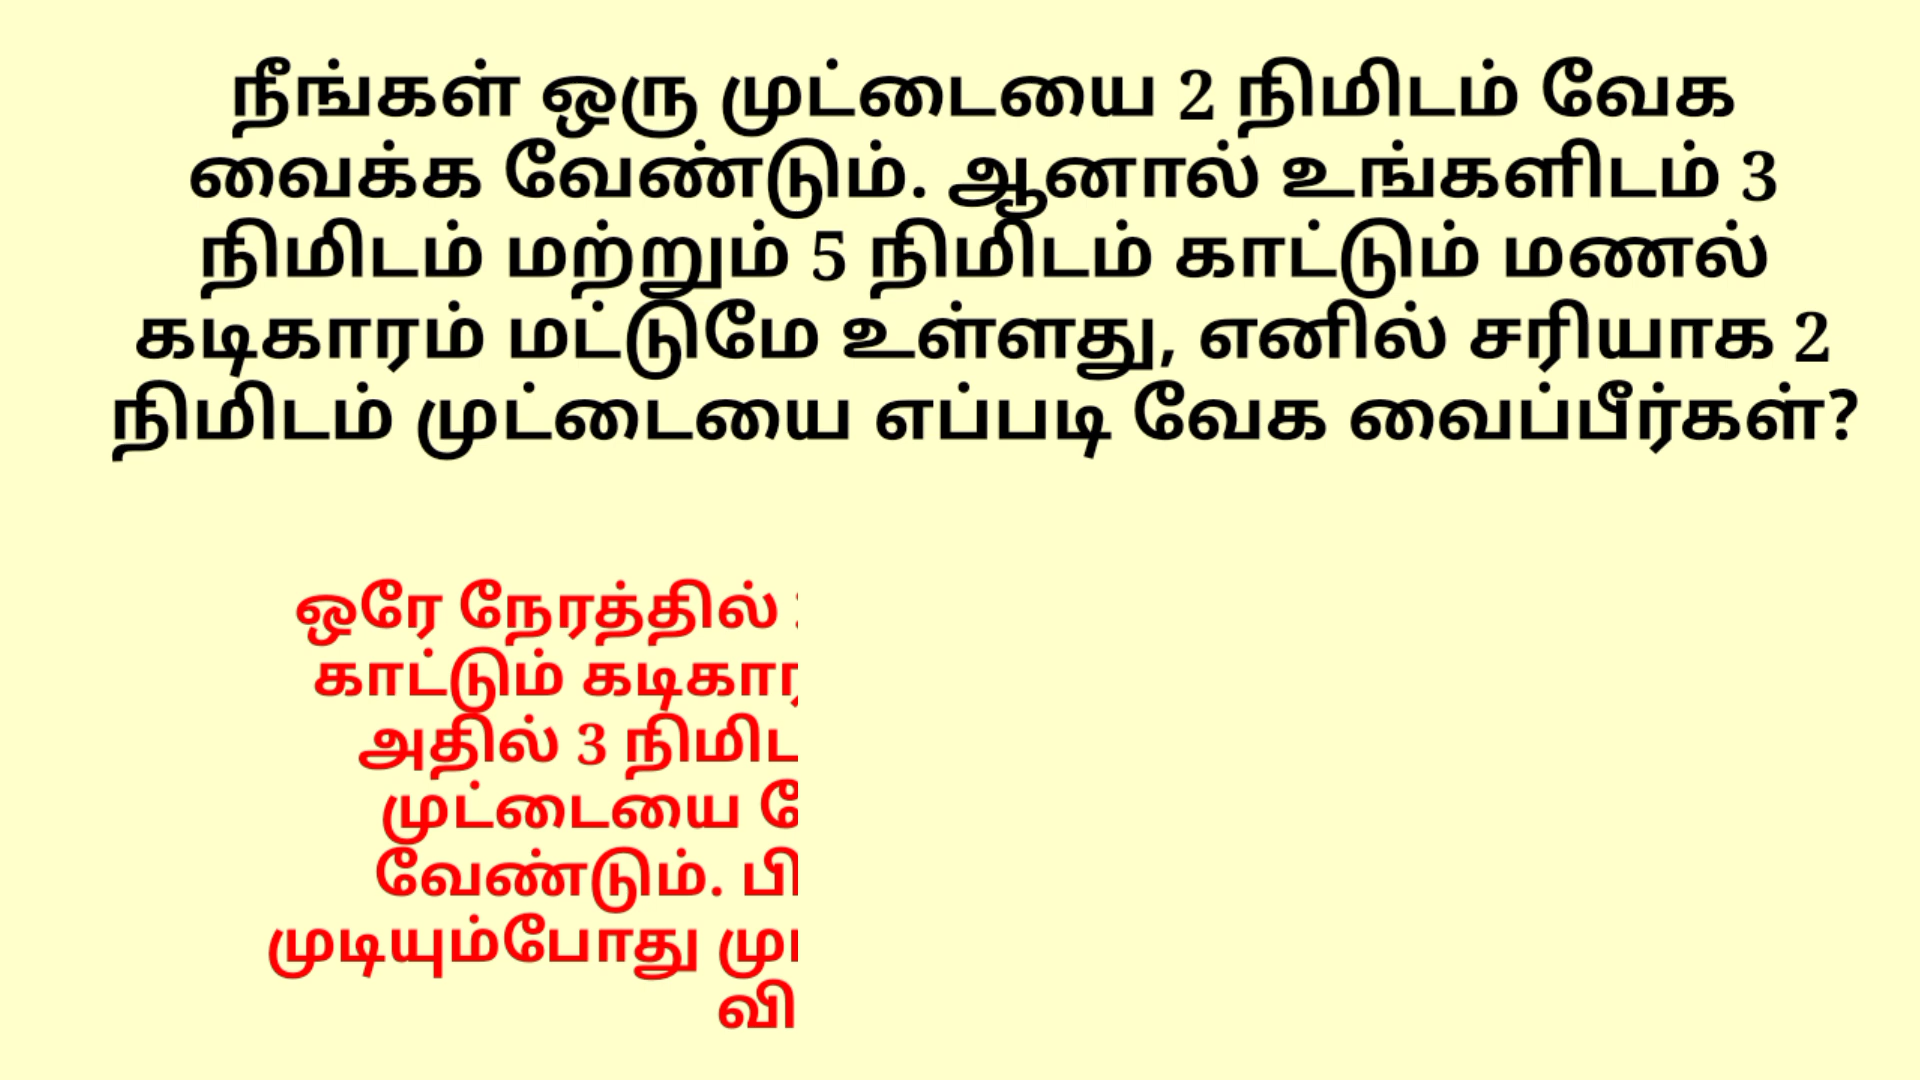 நீங்கள் ஒரு முட்டையை 2 நிமிடம் வேக
வைக்க வேண்டும். ஆனால் உங்களிடம் 3
நிமிடம் மற்றும் 5 நிமிடம் காட்டும் மணல்
கடிகாரம் மட்டுமே உள்ளது, எனில் சரியாக 2
நிமிடம் முட்டையை எப்படி வேக வைப்பீர்கள்?
ஒரே நேரத்தில்
காட்டும்
அதில் 3
முட்டையை
வேண்டும்.
முடியும்போது